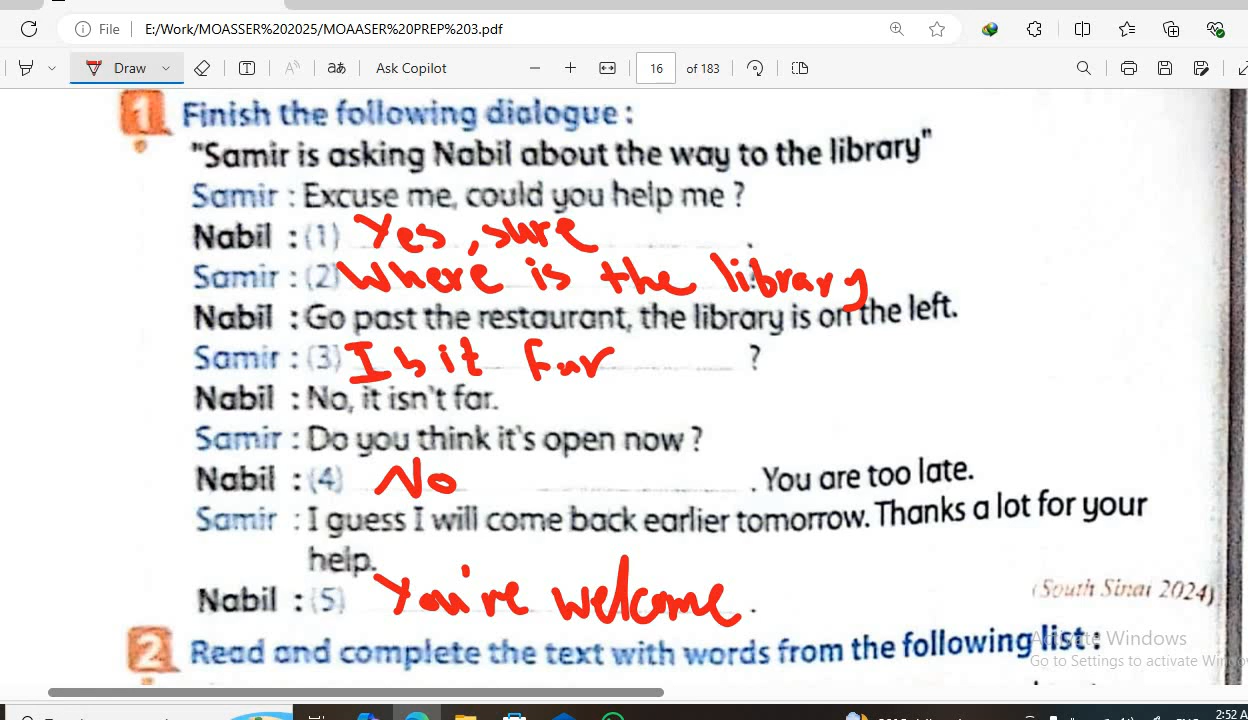 File E:/Work/MOASSER%202025/MOAASER%20PREP%203.pdf
Draw aあ Ask Copilot 16 of 183
1 Finish the following dialogue :
"Samir is asking Nabil about the way to the library"
Samir : Excuse me, could you help me ?
Nabil : (1) Yes, sure .
Samir : (2) Where is the library
Nabil : Go past the restaurant, the library is on the left.
Samir : (3) Is it far ?
Nabil : No, it isn't far.
Samir : Do you think it's open now ?
Nabil : (4) No . You are too late.
Samir : I guess I will come back earlier tomorrow. Thanks a lot for your
help.
Nabil : (5) You're welcome .
(South Sinai 2024)
2 Read and complete the text with words from the following list :
Activate Windows
Go to Settings to activate Windo
2:52 A